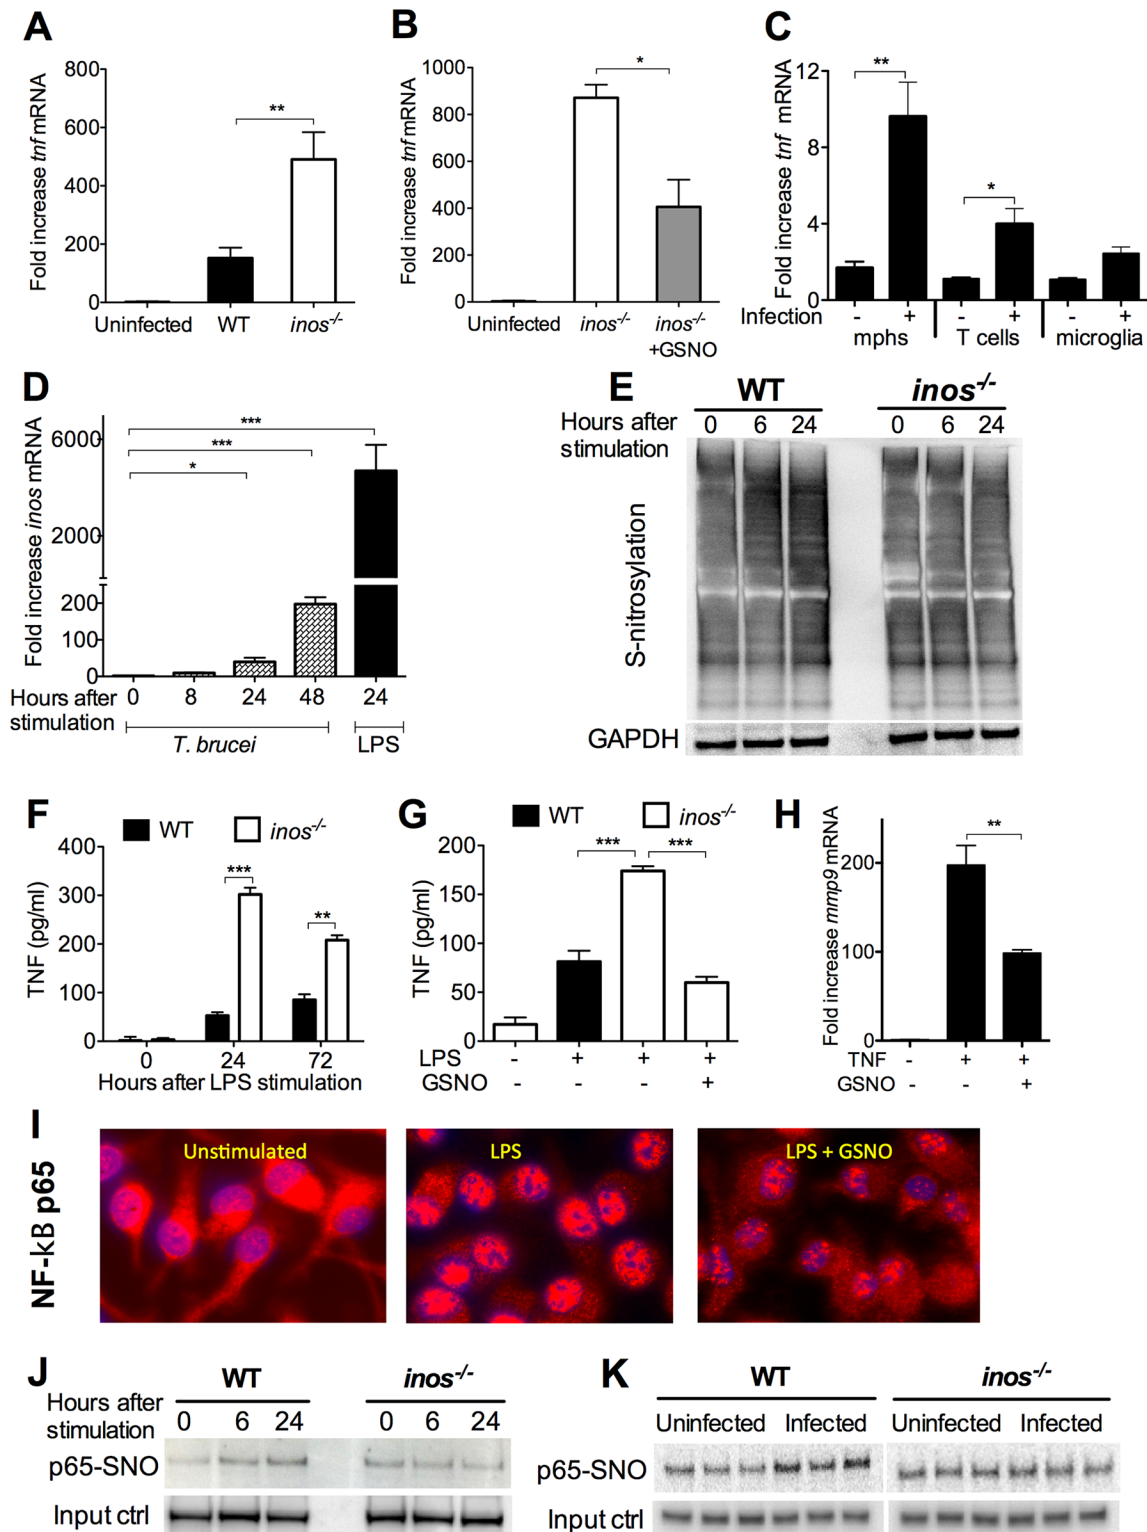 A
Fold increase tnf mRNA
800
600
400
200
0
**
Uninfected WT inos-/-
B
Fold increase tnf mRNA
1000
800
600
400
200
0
*
Uninfected inos-/- inos-/-
+GSNO
C
Fold increase tnf mRNA
12
8
4
0
**
*
Infection - + - + - +
mphs T cells microglia
D
Fold increase inos mRNA
6000
2000
200
100
0
***
***
*
Hours after 0 8 24 48 24
stimulation
T. brucei LPS
E
WT inos-/-
Hours after 0 6 24 0 6 24
stimulation
S-nitrosylation
GAPDH
F
WT inos-/-
TNF (pg/ml)
400
300
200
100
0
***
**
0 24 72
Hours after LPS stimulation
G
WT inos-/-
TNF (pg/ml)
200
150
100
50
0
*** ***
LPS - + + +
GSNO - - - +
H
Fold increase mmp9 mRNA
200
100
0
**
TNF - + +
GSNO - - +
I
NF-kB p65
Unstimulated
LPS
LPS + GSNO
J
WT inos-/-
Hours after
stimulation 0 6 24 0 6 24
p65-SNO
Input ctrl
K
WT inos-/-
Uninfected Infected Uninfected Infected
p65-SNO
Input ctrl